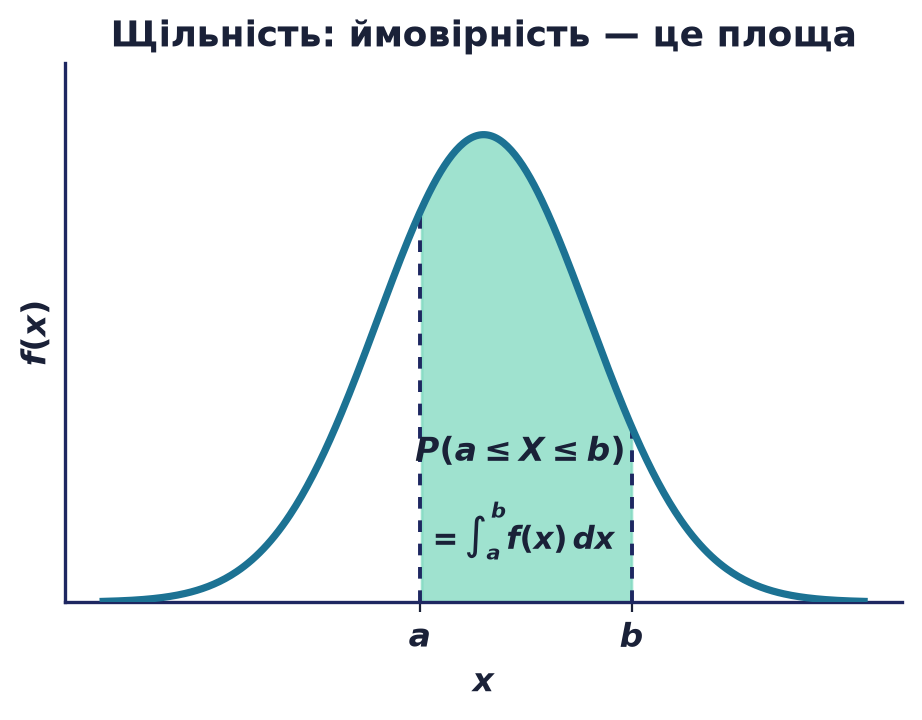 Щільність: ймовірність — це площа
f(x)
P(a ≤ X ≤ b)
= ∫_a^b f(x) dx
a b
x